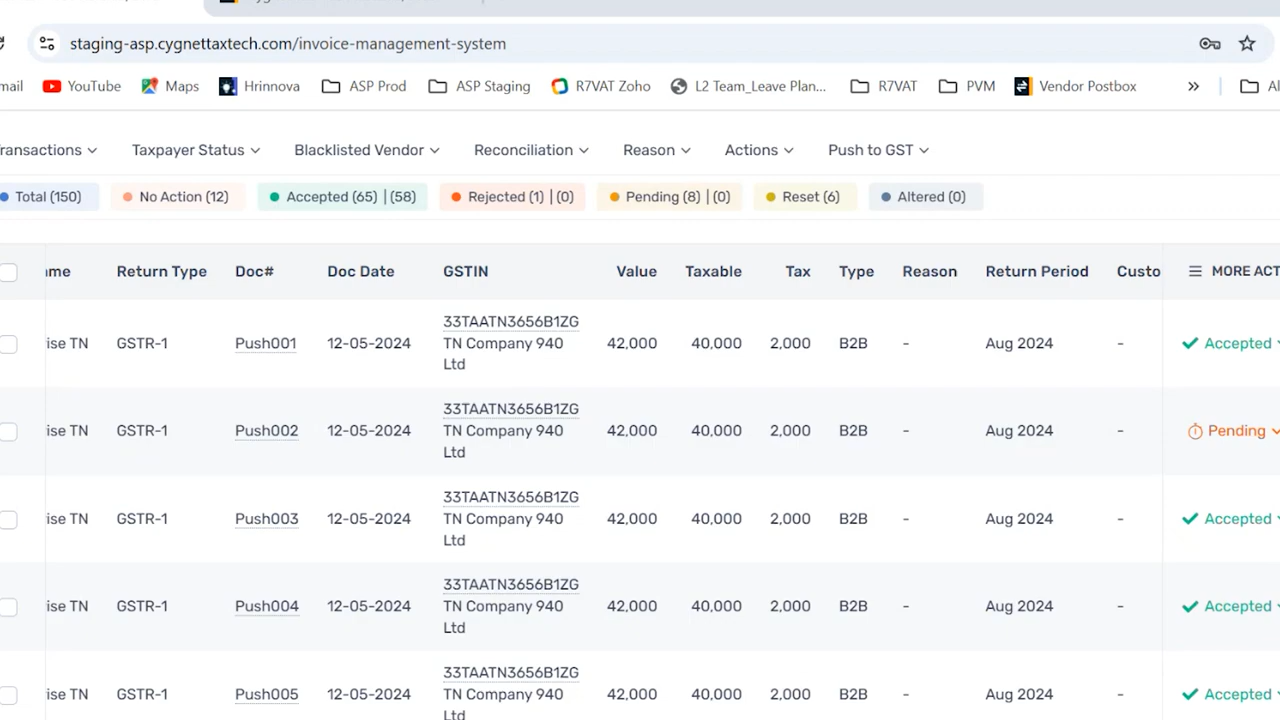 staging-asp.cygnettaxtech.com/invoice-management-system
mail YouTube Maps Hrinnova ASP Prod ASP Staging R7VAT Zoho L2 Team_Leave Plan... R7VAT PVM Vendor Postbox » Al
ransactions Taxpayer Status Blacklisted Vendor Reconciliation Reason Actions Push to GST
Total (150) No Action (12) Accepted (65) | (58) Rejected (1) | (0) Pending (8) | (0) Reset (6) Altered (0)
ame Return Type Doc# Doc Date GSTIN Value Taxable Tax Type Reason Return Period Custo MORE ACT
33TAATN3656B1ZG
ise TN GSTR-1 Push001 12-05-2024 TN Company 940 42,000 40,000 2,000 B2B - Aug 2024 - Accepted
Ltd
33TAATN3656B1ZG
ise TN GSTR-1 Push002 12-05-2024 TN Company 940 42,000 40,000 2,000 B2B - Aug 2024 - Pending
Ltd
33TAATN3656B1ZG
ise TN GSTR-1 Push003 12-05-2024 TN Company 940 42,000 40,000 2,000 B2B - Aug 2024 - Accepted
Ltd
33TAATN3656B1ZG
ise TN GSTR-1 Push004 12-05-2024 TN Company 940 42,000 40,000 2,000 B2B - Aug 2024 - Accepted
Ltd
33TAATN3656B1ZG
ise TN GSTR-1 Push005 12-05-2024 TN Company 940 42,000 40,000 2,000 B2B - Aug 2024 - Accepted
Ltd